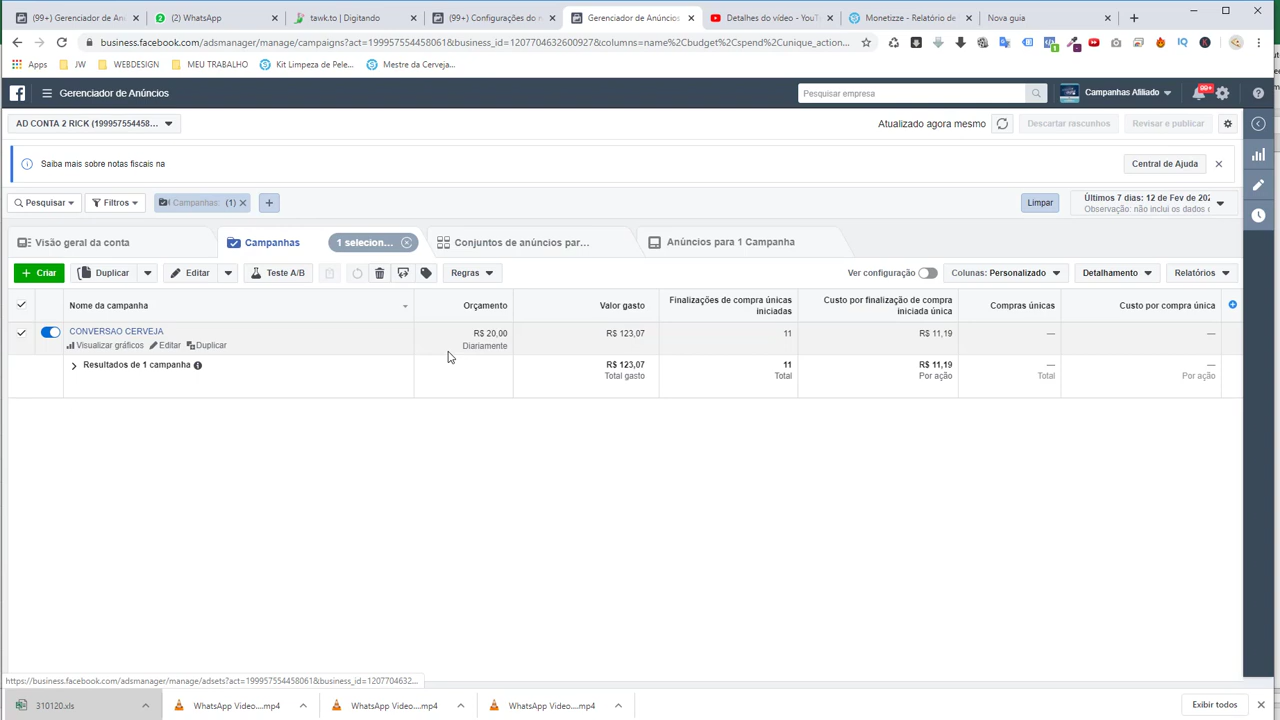 (99+) Gerenciador de An
(2) WhatsApp
tawk.to | Digitando
(99+) Configurações do n
Gerenciador de Anúncios
Detalhes do vídeo - YouT
Monetizze - Relatório de
Nova guia
business.facebook.com/adsmanager/manage/campaigns?act=199957554458061&business_id=1207704632600927&columns=name%2Cbudget%2Cspend%2Cunique_action...
Apps
JW
WEBDESIGN
MEU TRABALHO
Kit Limpeza de Pele...
Mestre da Cerveja...
Gerenciador de Anúncios
Pesquisar empresa
Campanhas Afiliado
99+
AD CONTA 2 RICK (199957554458...
Atualizado agora mesmo
Descartar rascunhos
Revisar e publicar
Saiba mais sobre notas fiscais na
Central de Ajuda
Pesquisar
Filtros
Campanhas: (1)
Limpar
Últimos 7 dias: 12 de Fev de 202
Observação: não inclui os dados
Visão geral da conta
Campanhas
1 selecion...
Conjuntos de anúncios par...
Anúncios para 1 Campanha
Criar
Duplicar
Editar
Teste A/B
Regras
Ver configuração
Colunas: Personalizado
Detalhamento
Relatórios
Nome da campanha
Orçamento
Valor gasto
Finalizações de compra únicas iniciadas
Custo por finalização de compra iniciada única
Compras únicas
Custo por compra única
CONVERSAO CERVEJA
Visualizar gráficos
Editar
Duplicar
R$ 20,00
Diariamente
R$ 123,07
11
R$ 11,19
—
—
Resultados de 1 campanha
R$ 123,07
Total gasto
11
Total
R$ 11,19
Por ação
—
Total
—
Por ação
https://business.facebook.com/adsmanager/manage/adsets?act=199957554458061&business_id=1207704632...
310120.xls
WhatsApp Video....mp4
WhatsApp Video....mp4
WhatsApp Video....mp4
Exibir todos